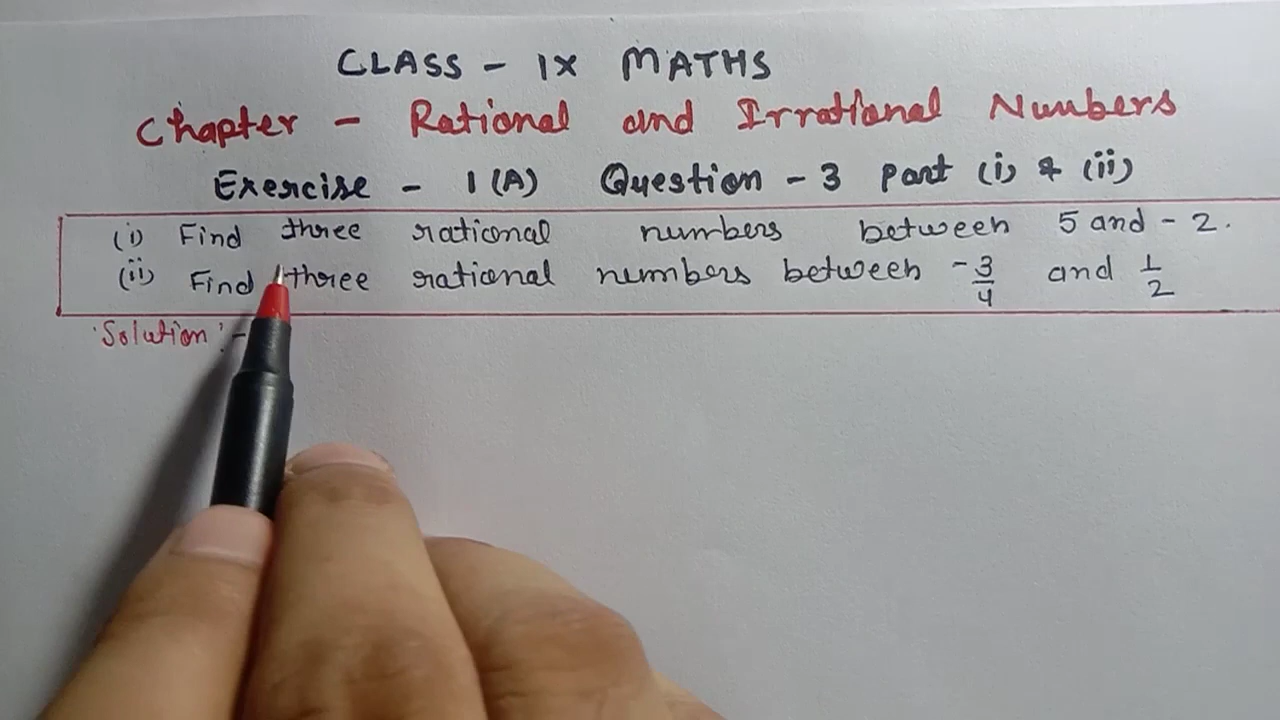 CLASS - IX MATHS
Chapter - Rational and Irrational Numbers
Exercise - 1(A) Question - 3 part (i) & (ii)
(i) Find three rational numbers between 5 and - 2.
(ii) Find three rational numbers between -3/4 and 1/2
Solution :-